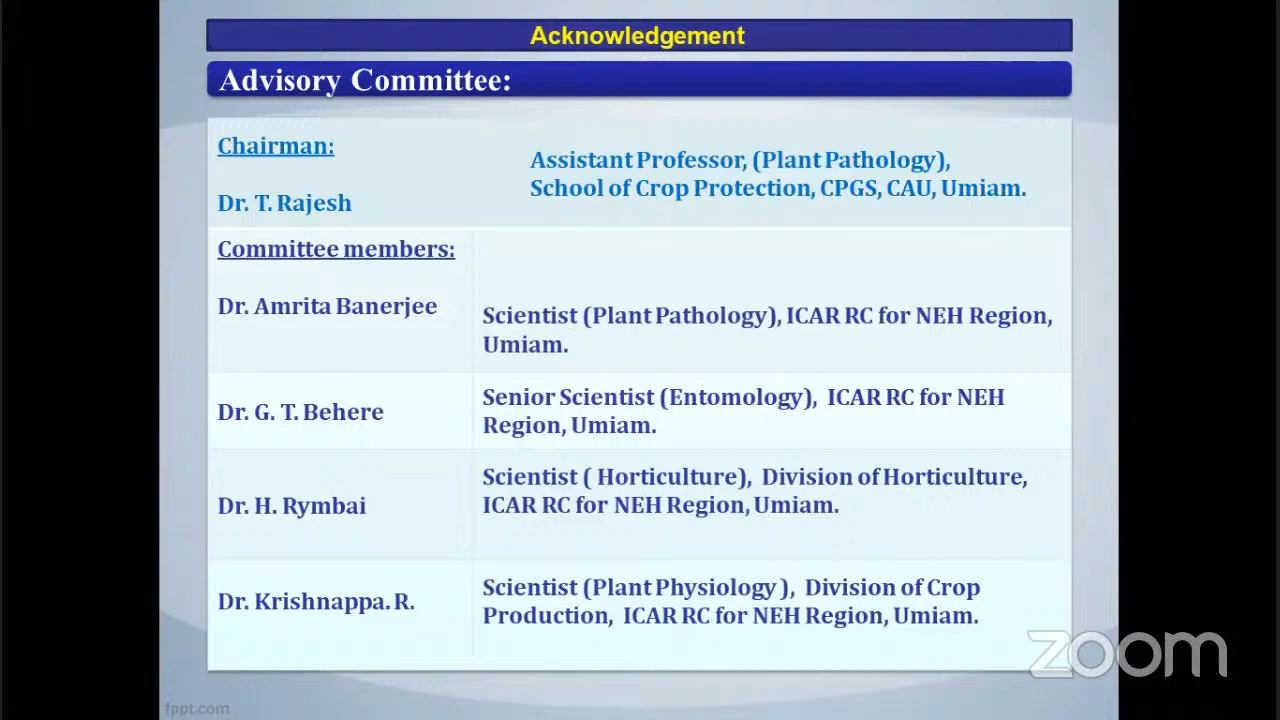 Acknowledgement
Advisory Committee:
Chairman:
Dr. T. Rajesh
Assistant Professor, (Plant Pathology),
School of Crop Protection, CPGS, CAU, Umiam.
Committee members:
Dr. Amrita Banerjee
Scientist (Plant Pathology), ICAR RC for NEH Region,
Umiam.
Dr. G. T. Behere
Senior Scientist (Entomology), ICAR RC for NEH
Region, Umiam.
Dr. H. Rymbai
Scientist ( Horticulture), Division of Horticulture,
ICAR RC for NEH Region, Umiam.
Dr. Krishnappa. R.
Scientist (Plant Physiology ), Division of Crop
Production, ICAR RC for NEH Region, Umiam.
zoom
fppt.com